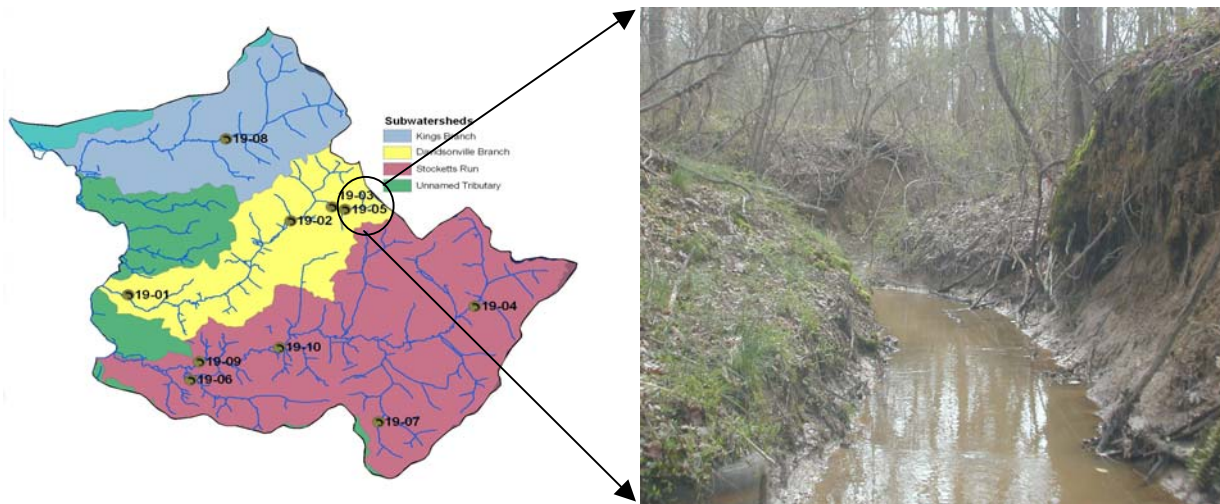 Subwatersheds
Kings Branch
Davidsonville Branch
Stocketts Run
Unnamed Tributary
19-08
19-03
19-05
19-02
19-01
19-04
19-10
19-09
19-06
19-07